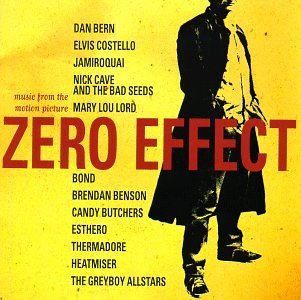 DAN BERN
ELVIS COSTELLO
JAMIROQUAI
NICK CAVE
AND THE BAD SEEDS
music from the
motion picture
MARY LOU LORD
ZERO EFFECT
BOND
BRENDAN BENSON
CANDY BUTCHERS
ESTHERO
THERMADORE
HEATMISER
THE GREYBOY ALLSTARS